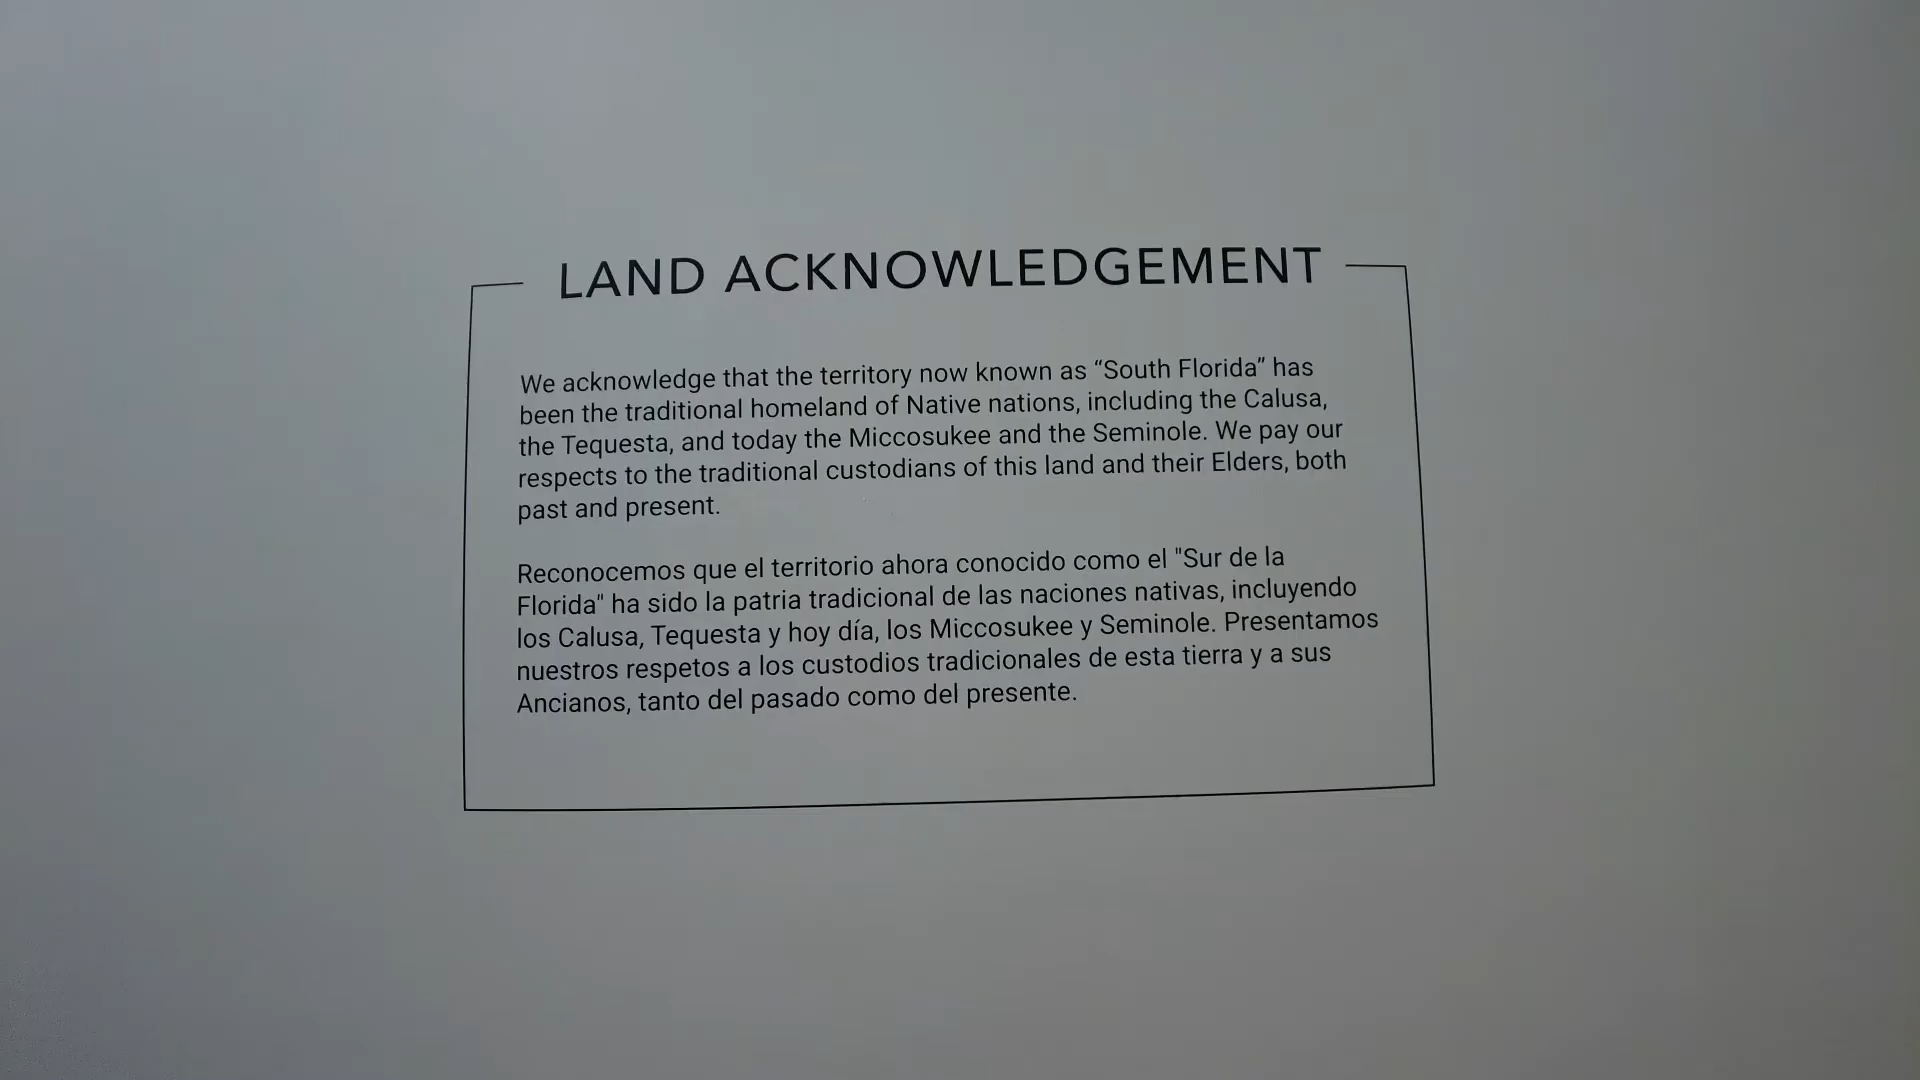 LAND ACKNOWLEDGEMENT
We acknowledge that the territory now known as “South Florida” has
been the traditional homeland of Native nations, including the Calusa,
the Tequesta, and today the Miccosukee and the Seminole. We pay our
respects to the traditional custodians of this land and their Elders, both
past and present.
Reconocemos que el territorio ahora conocido como el "Sur de la
Florida" ha sido la patria tradicional de las naciones nativas, incluyendo
los Calusa, Tequesta y hoy día, los Miccosukee y Seminole. Presentamos
nuestros respetos a los custodios tradicionales de esta tierra y a sus
Ancianos, tanto del pasado como del presente.